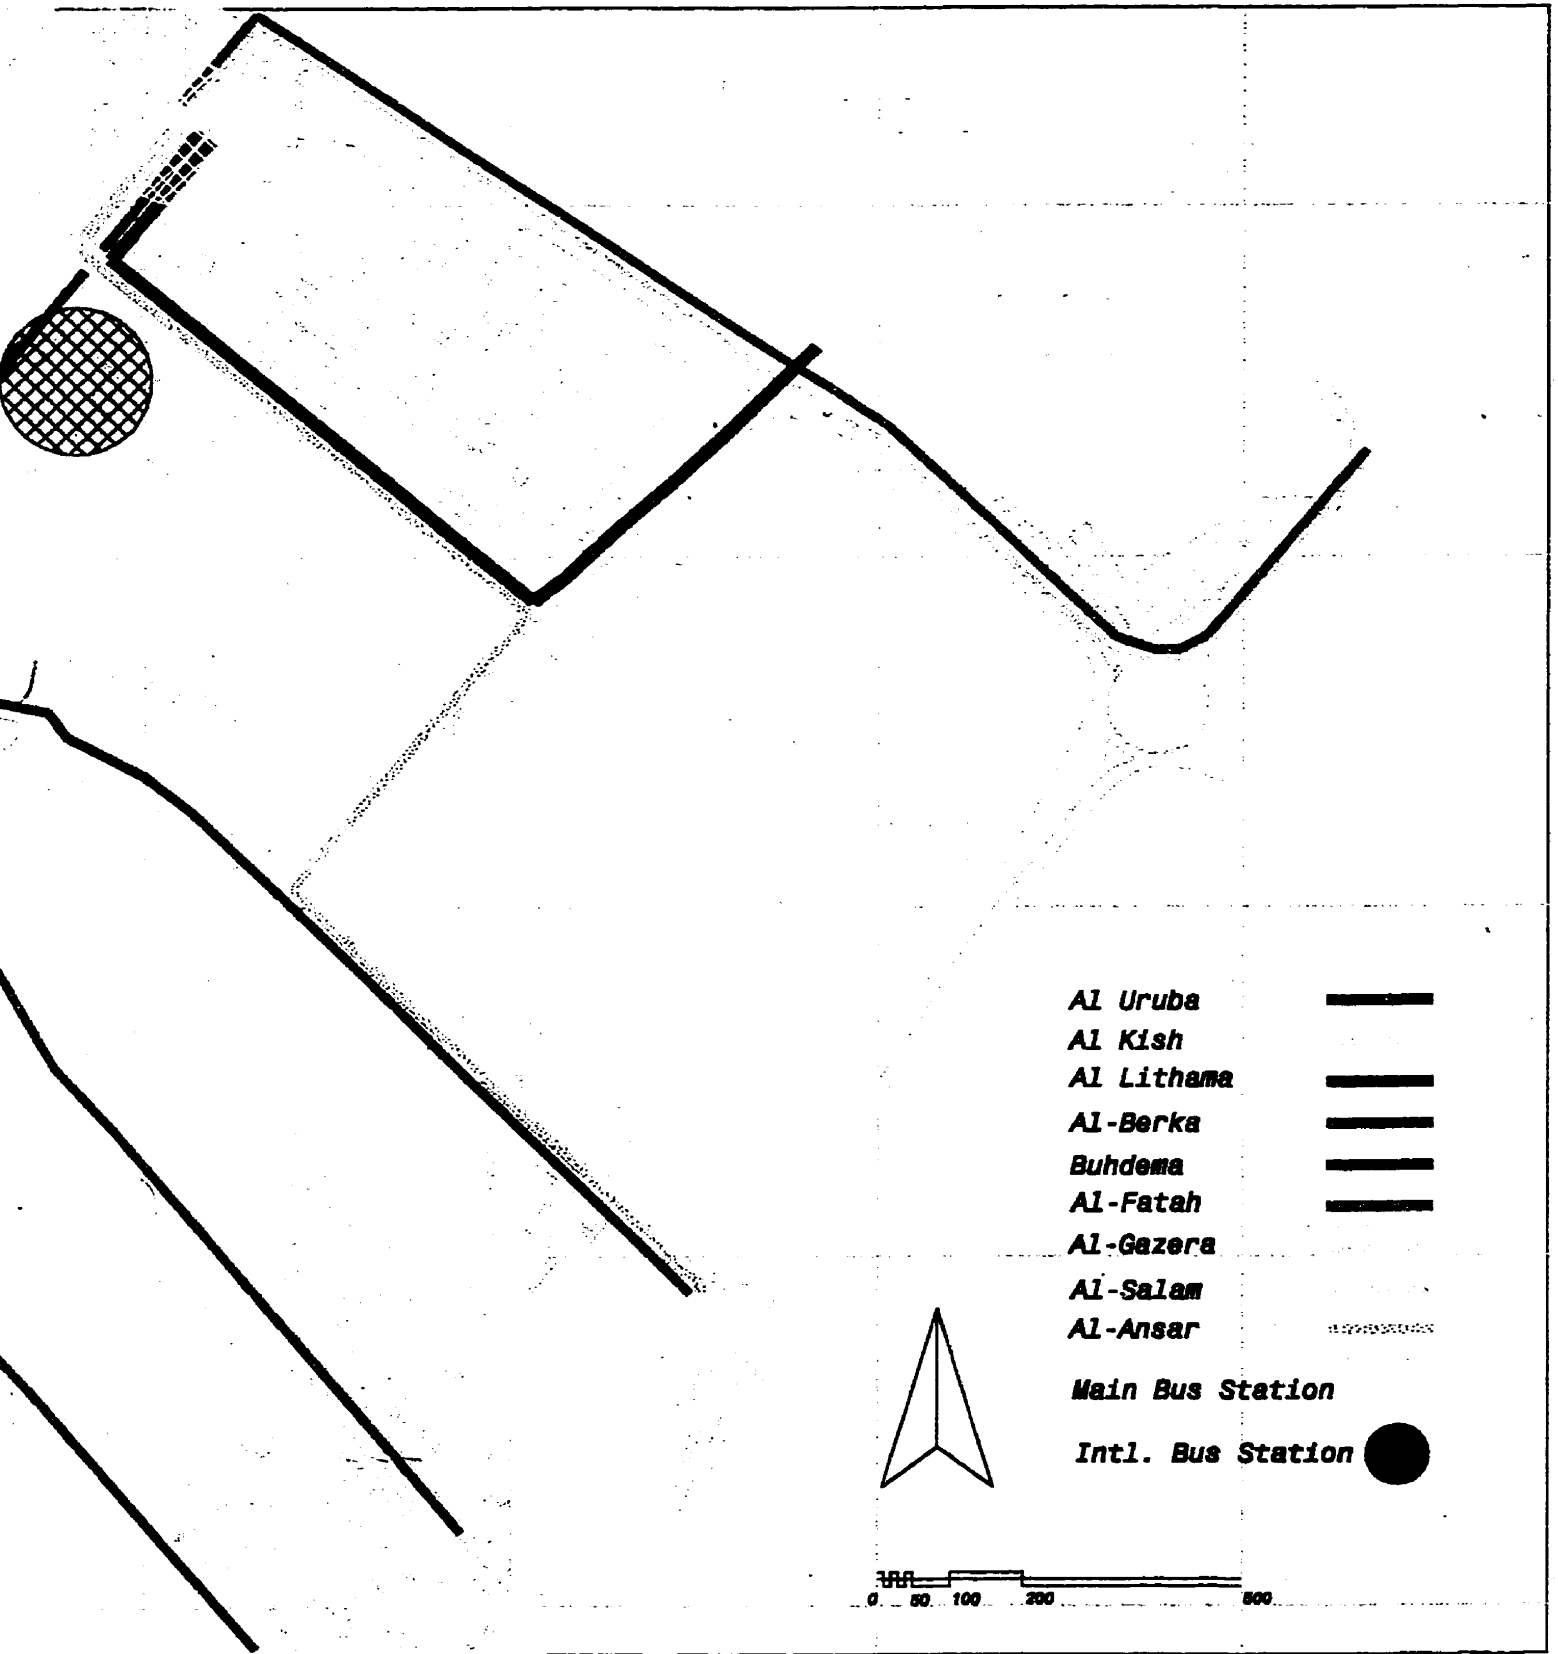 Al Uruba
Al Kish
Al Lithama
Al-Berka
Buhdema
Al-Fatah
Al-Gazera
Al-Salam
Al-Ansar
Main Bus Station
Intl. Bus Station
0 50 100 200 500